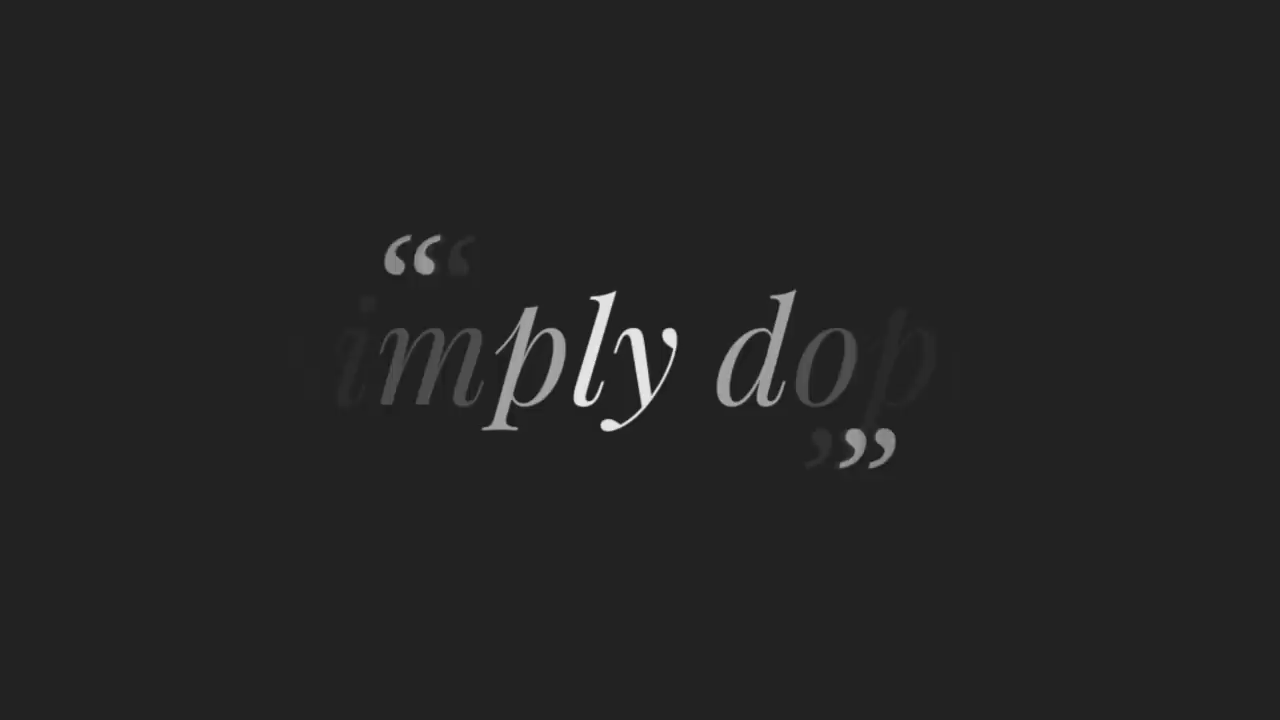 “
imply dop
”